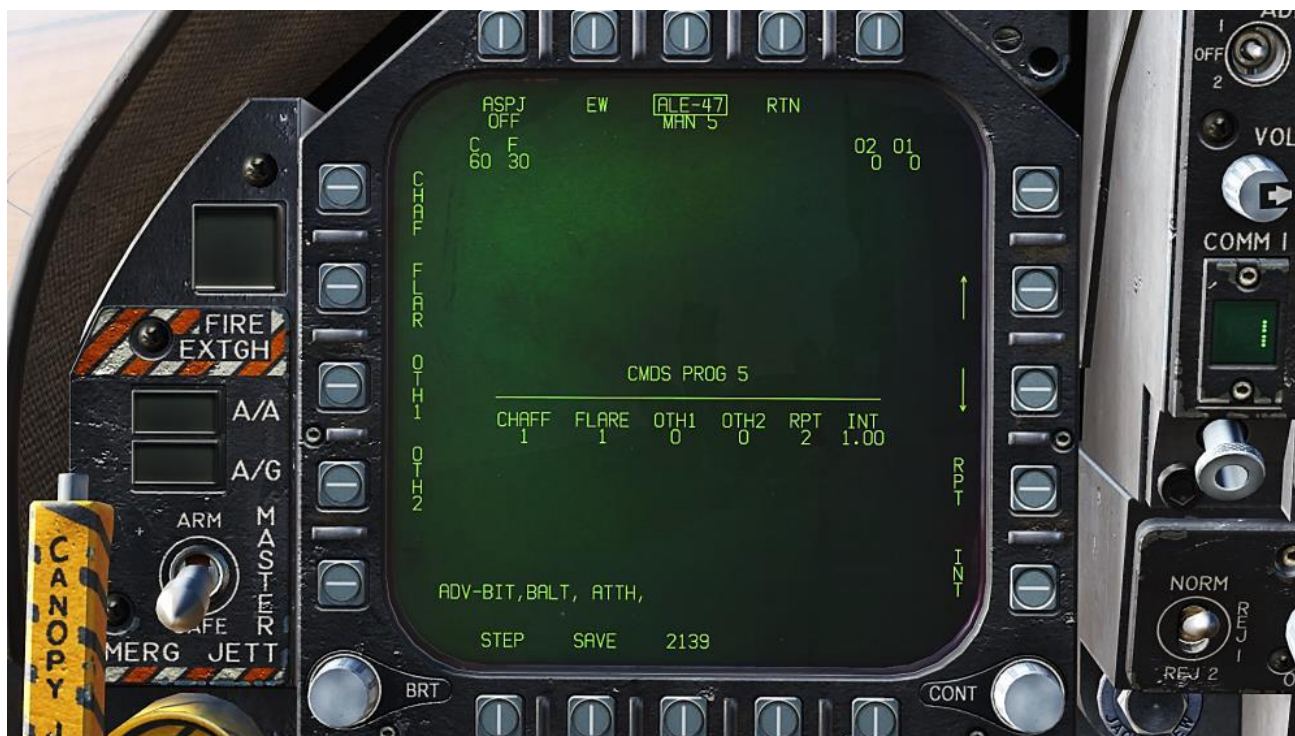 ASPJ EW ALE-47 RTN
OFF MAN 5
C F O2 O1
60 30 0 0
CHAF
FLAR
OTH1
OTH2
CMDS PROG 5
CHAFF FLARE OTH1 OTH2 RPT INT
1 1 0 0 2 1.00
RPT
INT
ADV-BIT,BALT, ATTH,
STEP SAVE 2139
BRT
CONT
FIRE
EXTGH
A/A
A/G
ARM
MASTER
SAFE
EMERG JETT
CANOPY
1
OFF
2
VOL
COMM 1
NORM
REJ 1
REJ 2